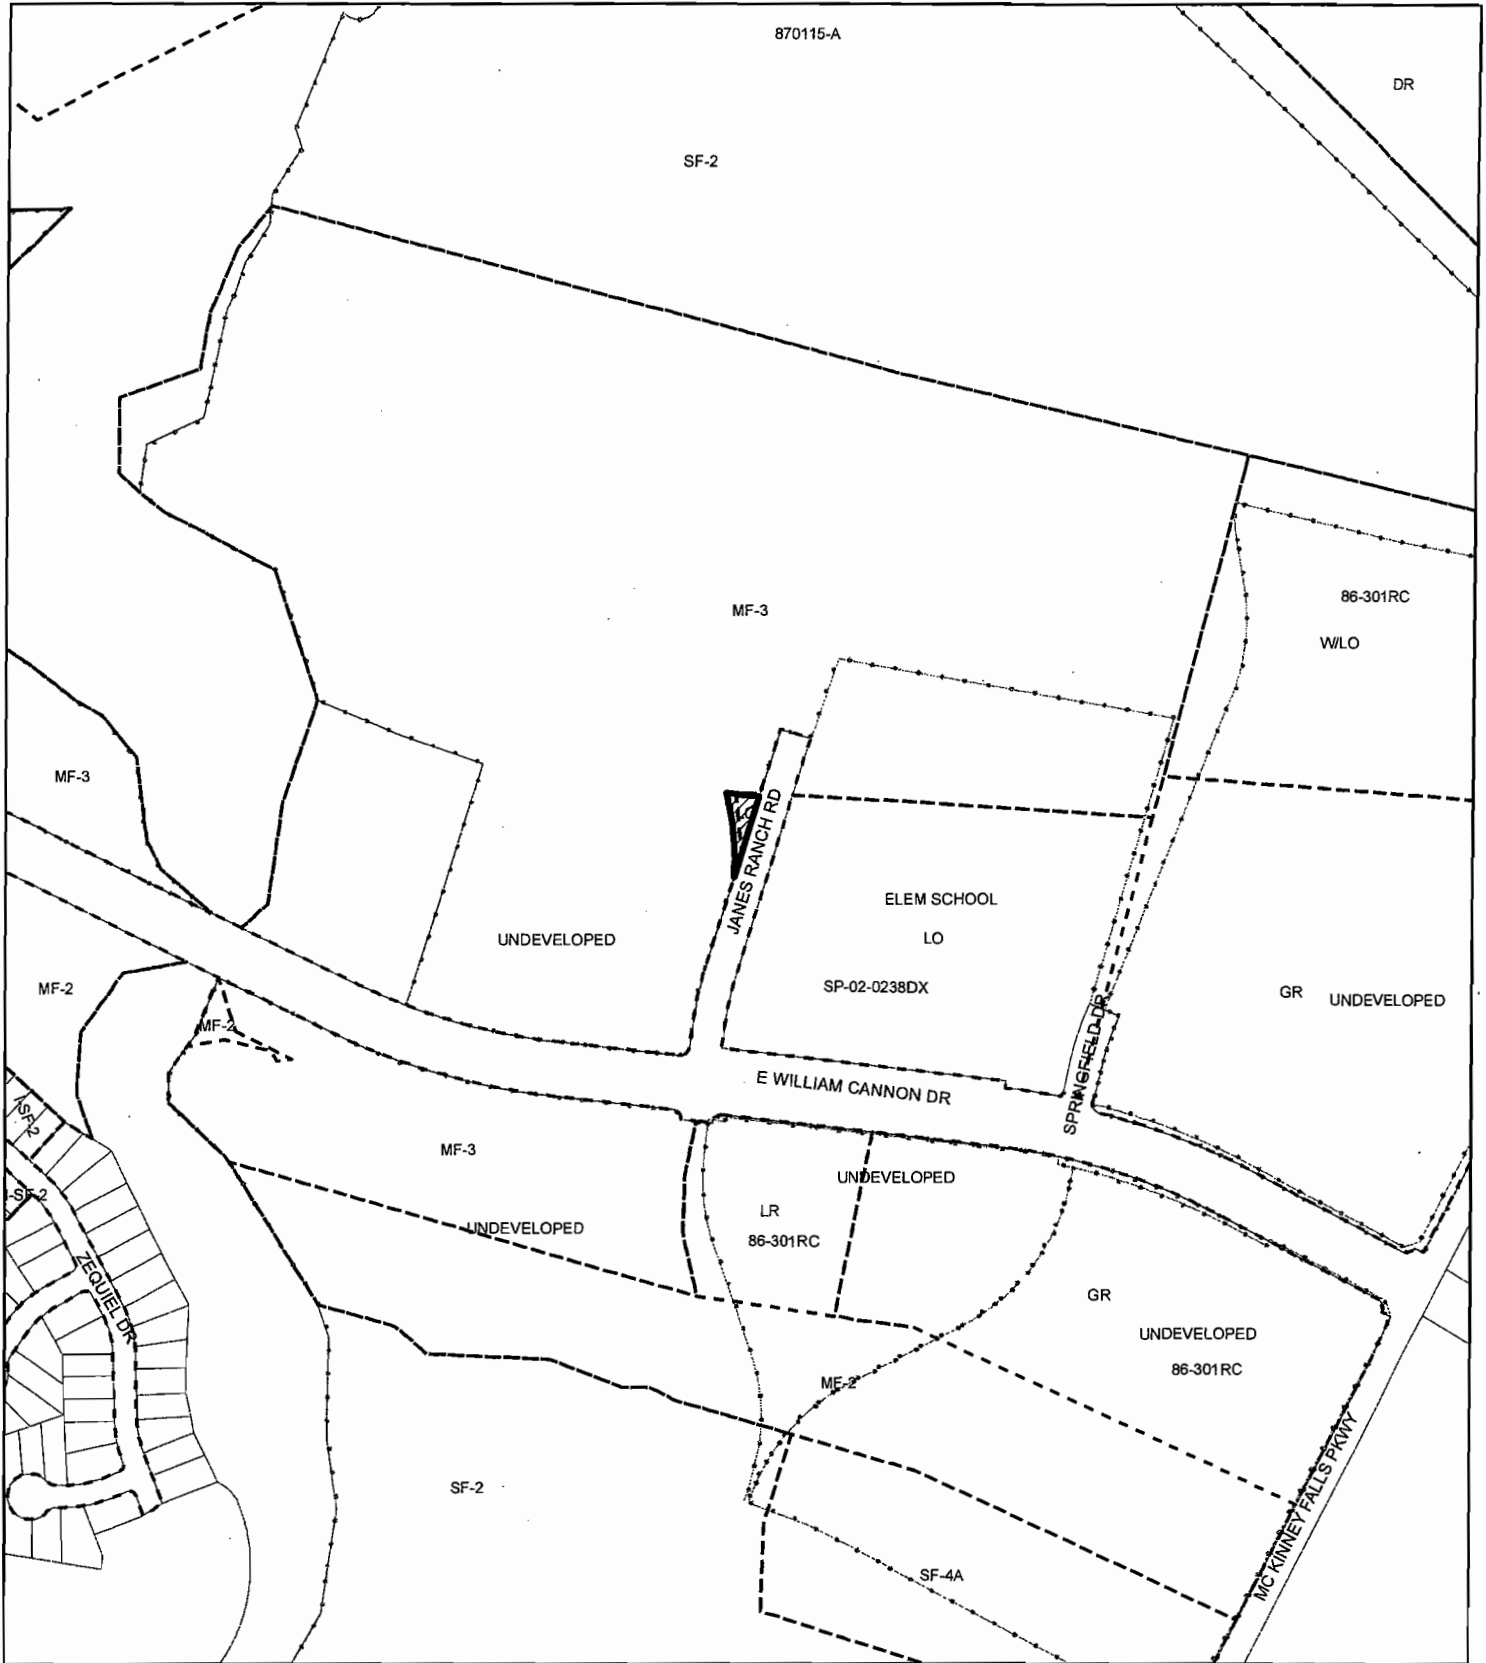 870115-A
DR
SF-2
86-301RC
MF-3
W/LO
MF-3
JANES RANCH RD
ELEM SCHOOL
LO
UNDEVELOPED
SP-02-0238DX
MF-2
GR
UNDEVELOPED
MF-2
SPRINGFIELD DR
E WILLIAM CANNON DR
SF-2
MF-3
UNDEVELOPED
SF-2
LR
UNDEVELOPED
86-301RC
ZEQUIEL DR
GR
UNDEVELOPED
86-301RC
MF-2
MC KINNEY FALLS PKWY
SF-2
SF-4A